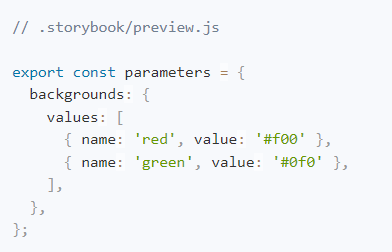 // .storybook/preview.js

export const parameters = {
  backgrounds: {
    values: [
      { name: 'red', value: '#f00' },
      { name: 'green', value: '#0f0' },
    ],
  },
};